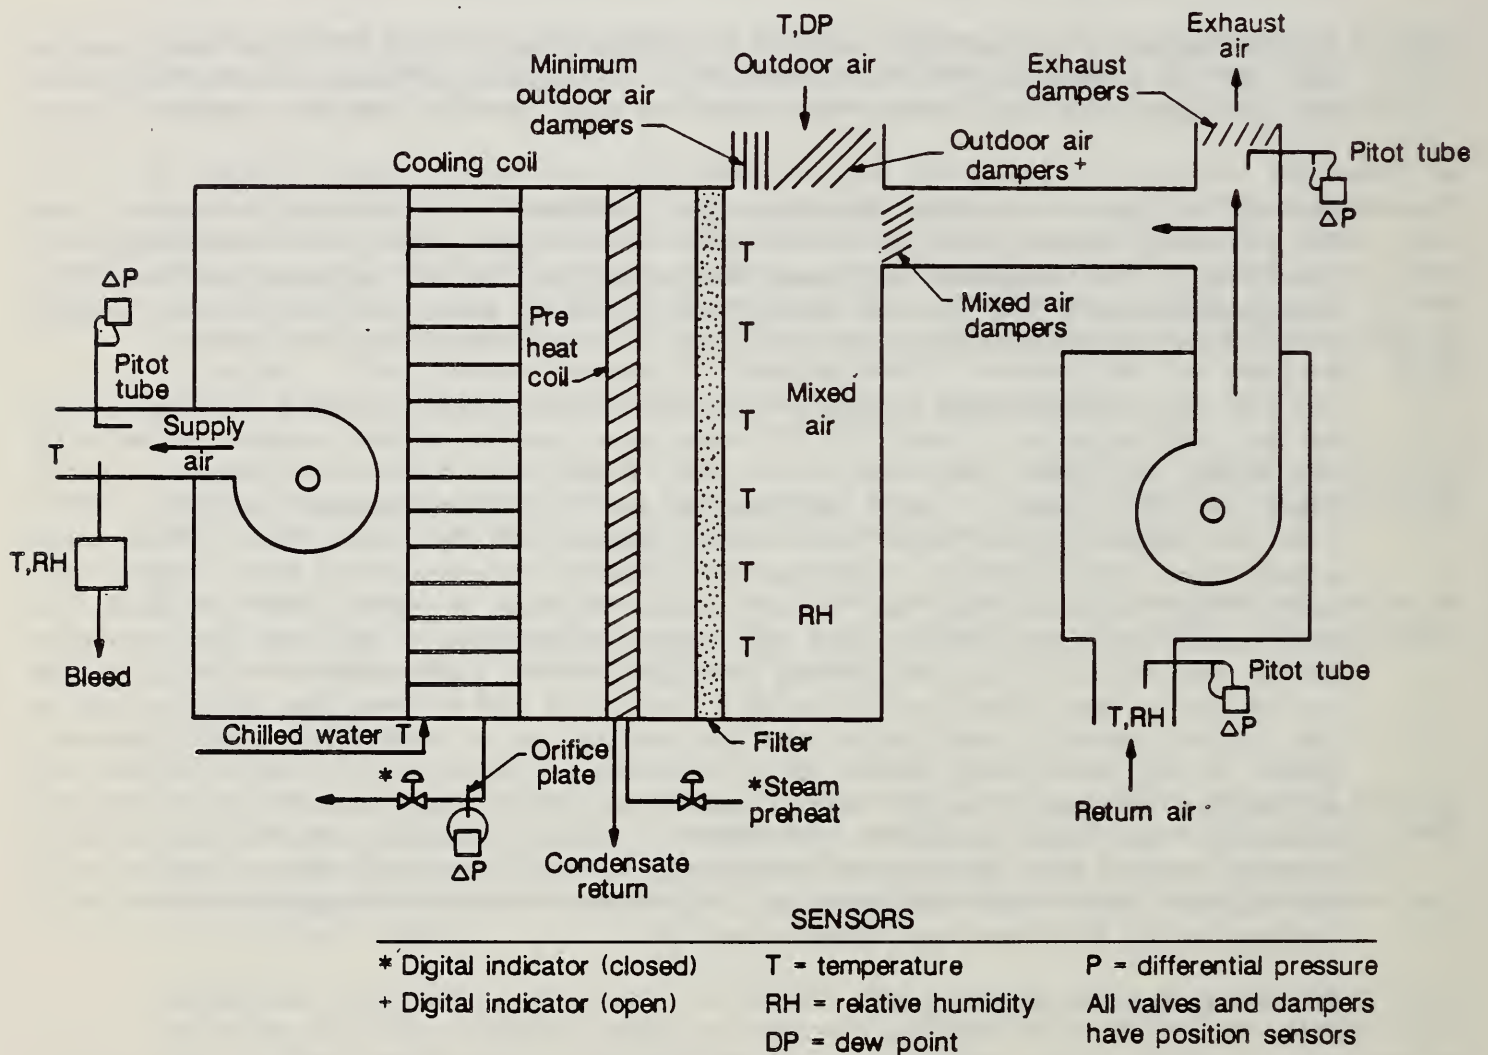 T,DP
Outdoor air
Exhaust
air
Minimum
outdoor air
dampers
Exhaust
dampers
Cooling coil
Outdoor air
dampers +
Pitot tube
ΔP
T
ΔP
Pitot
tube
Pre
heat
coil
T
Mixed air
dampers
Mixed
air
T
Supply
air
T
T
T,RH
T
RH
T
Bleed
Pitot tube
T,RH
ΔP
Chilled water T
Orifice
plate
Filter
*
*Steam
preheat
Return air
ΔP
Condensate
return
SENSORS
* Digital indicator (closed)
+ Digital indicator (open)
T = temperature
RH = relative humidity
DP = dew point
P = differential pressure
All valves and dampers
have position sensors